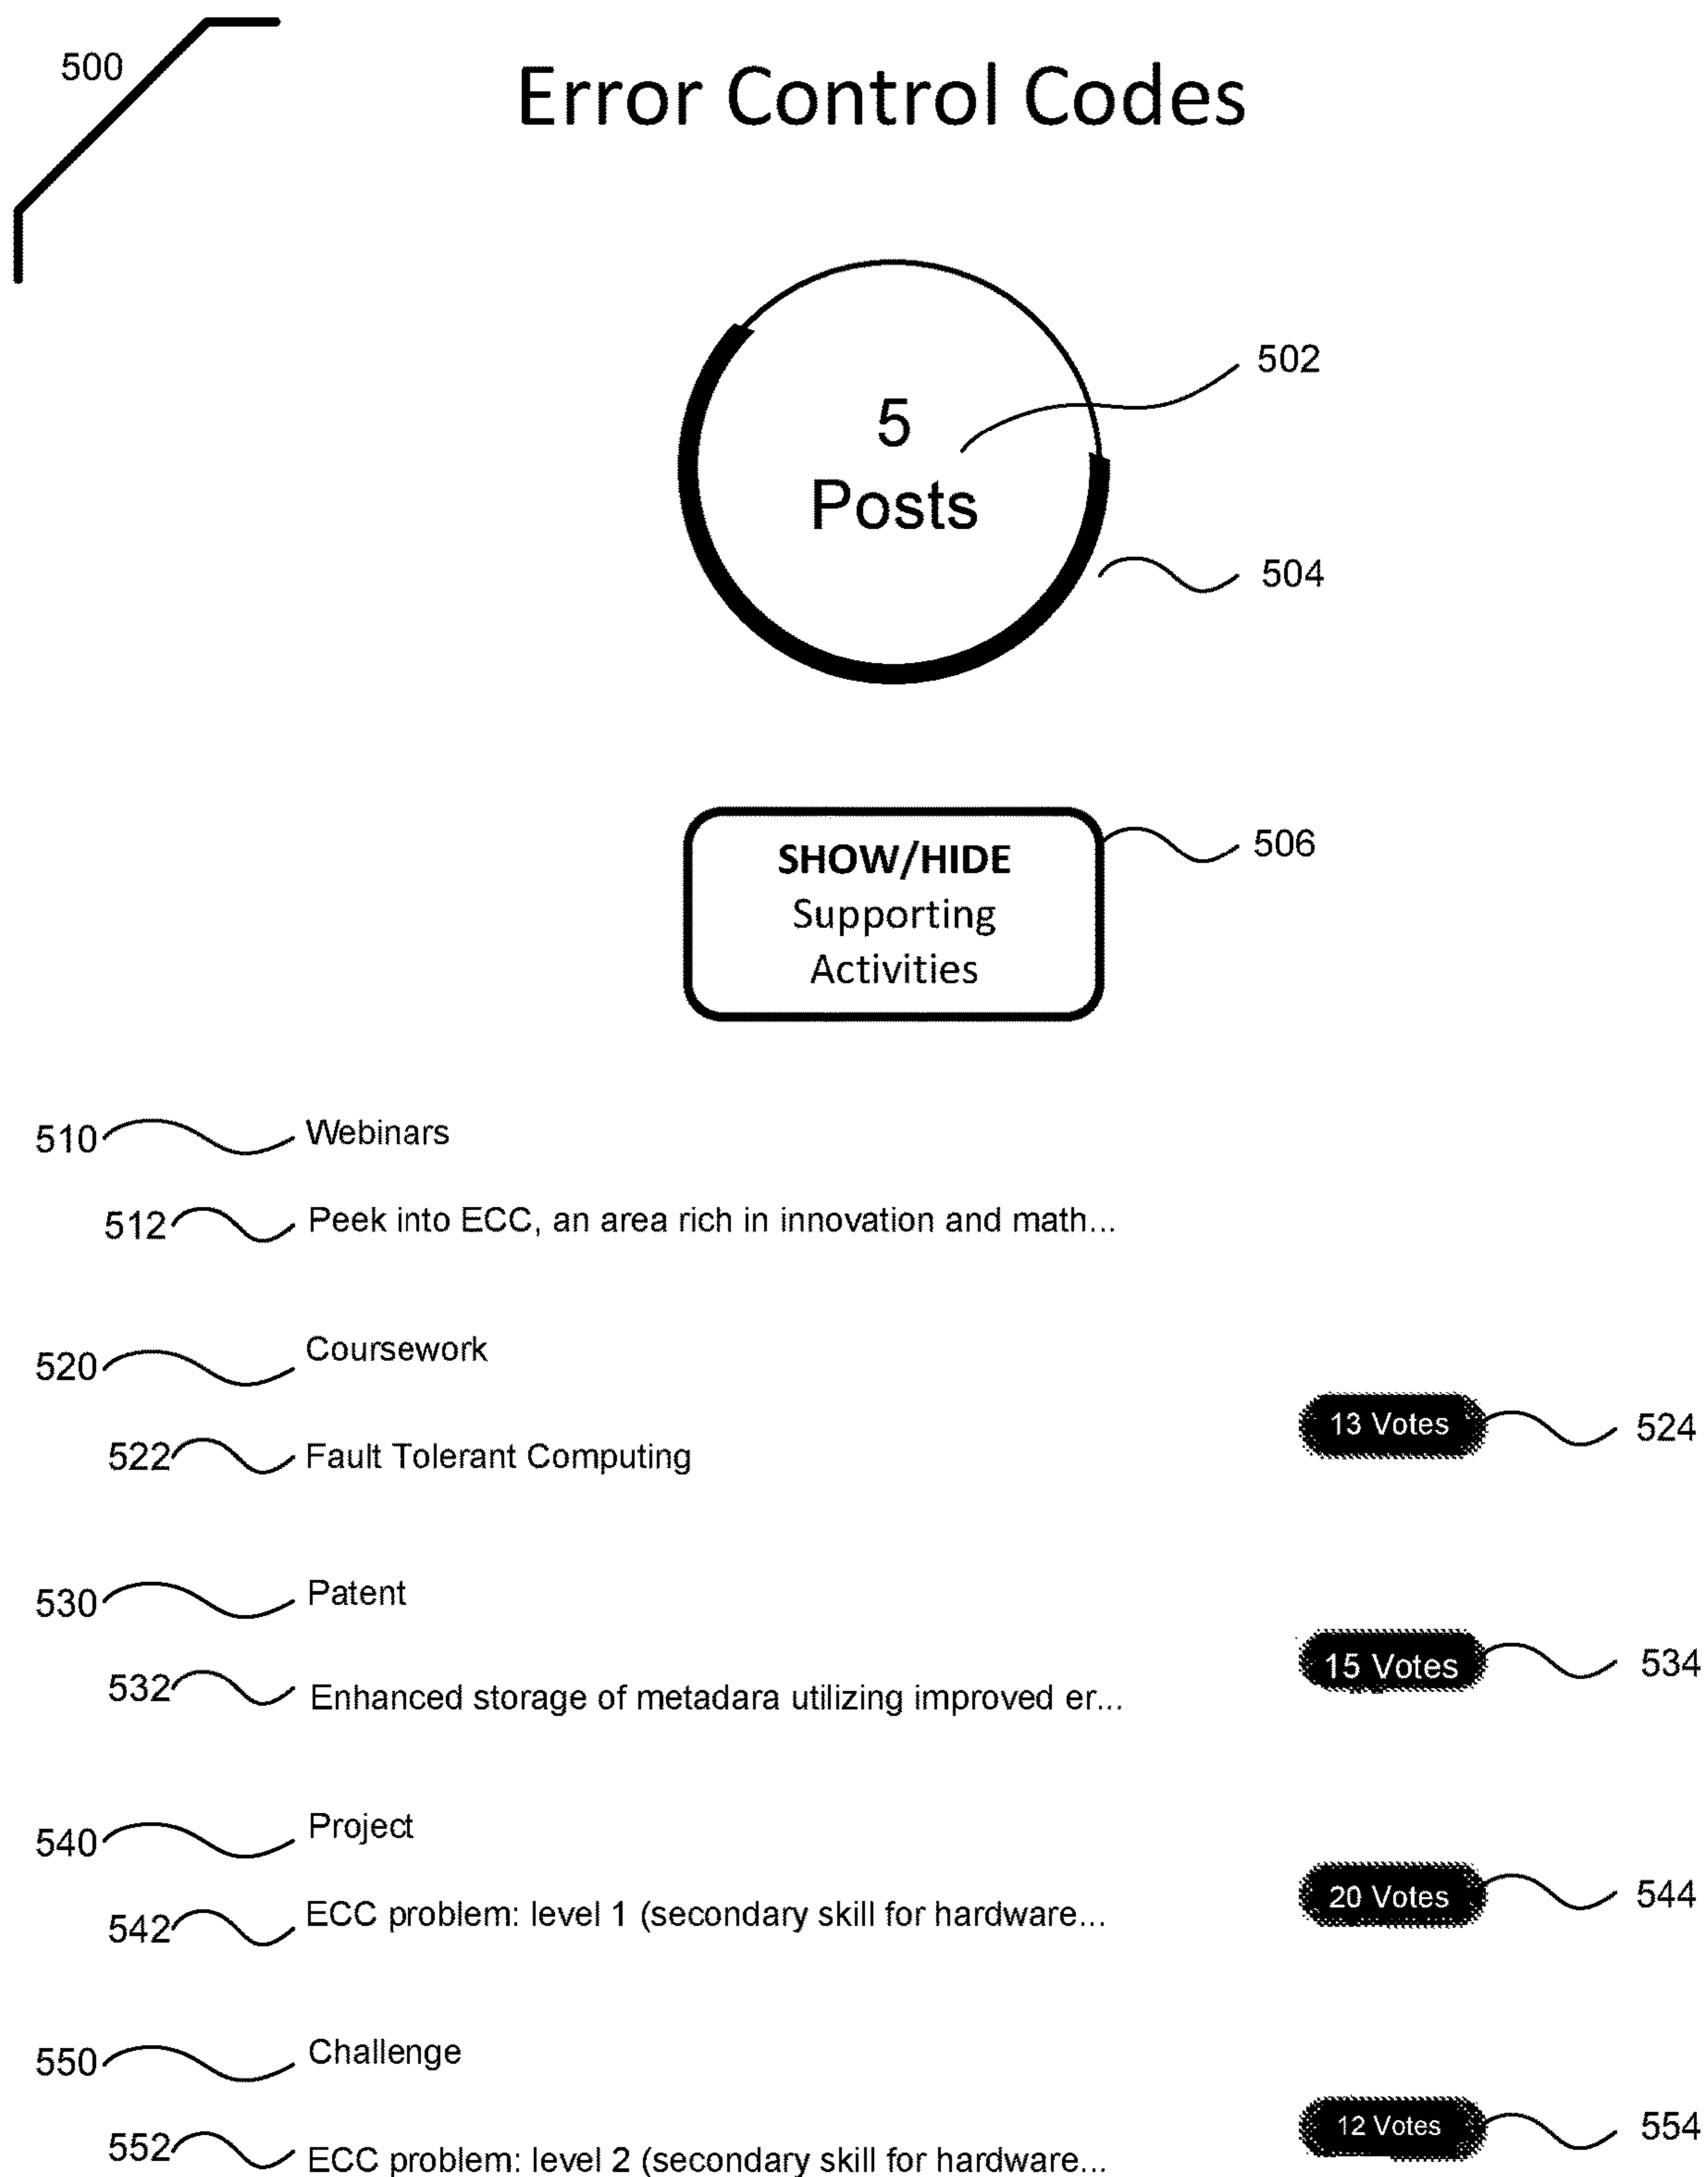 500
Error Control Codes
502
5
Posts
504
506
SHOW/HIDE
Supporting
Activities
510 Webinars
512 Peek into ECC, an area rich in innovation and math...
520 Coursework
13 Votes 524
522 Fault Tolerant Computing
530 Patent
15 Votes 534
532 Enhanced storage of metadara utilizing improved er...
540 Project
20 Votes 544
542 ECC problem: level 1 (secondary skill for hardware...
550 Challenge
12 Votes 554
552 ECC problem: level 2 (secondary skill for hardware...